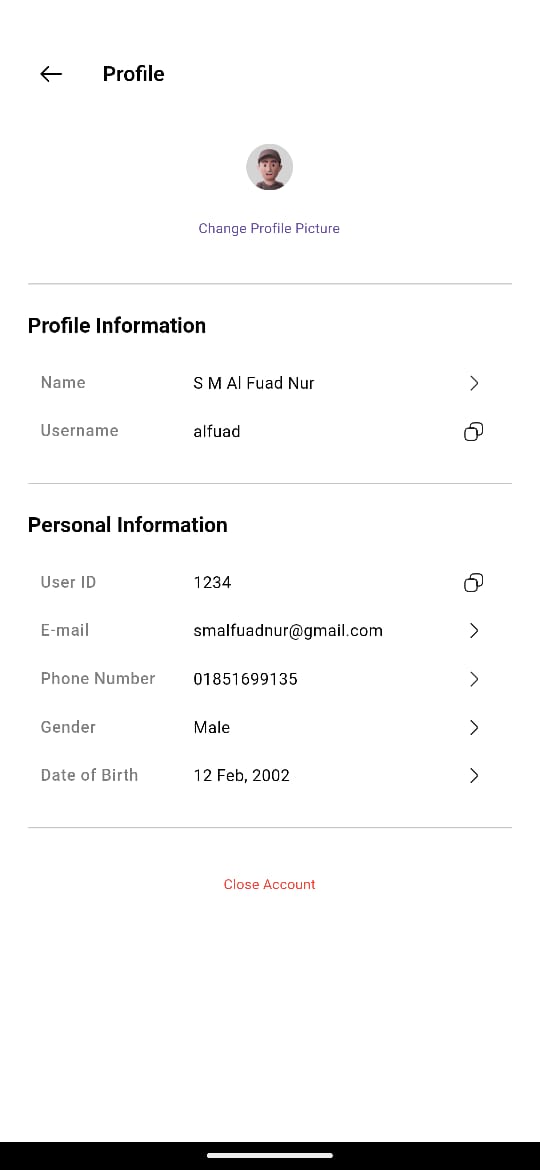 Profile
Change Profile Picture
Profile Information
Name S M Al Fuad Nur
Username alfuad
Personal Information
User ID 1234
E-mail smalfuadnur@gmail.com
Phone Number 01851699135
Gender Male
Date of Birth 12 Feb, 2002
Close Account